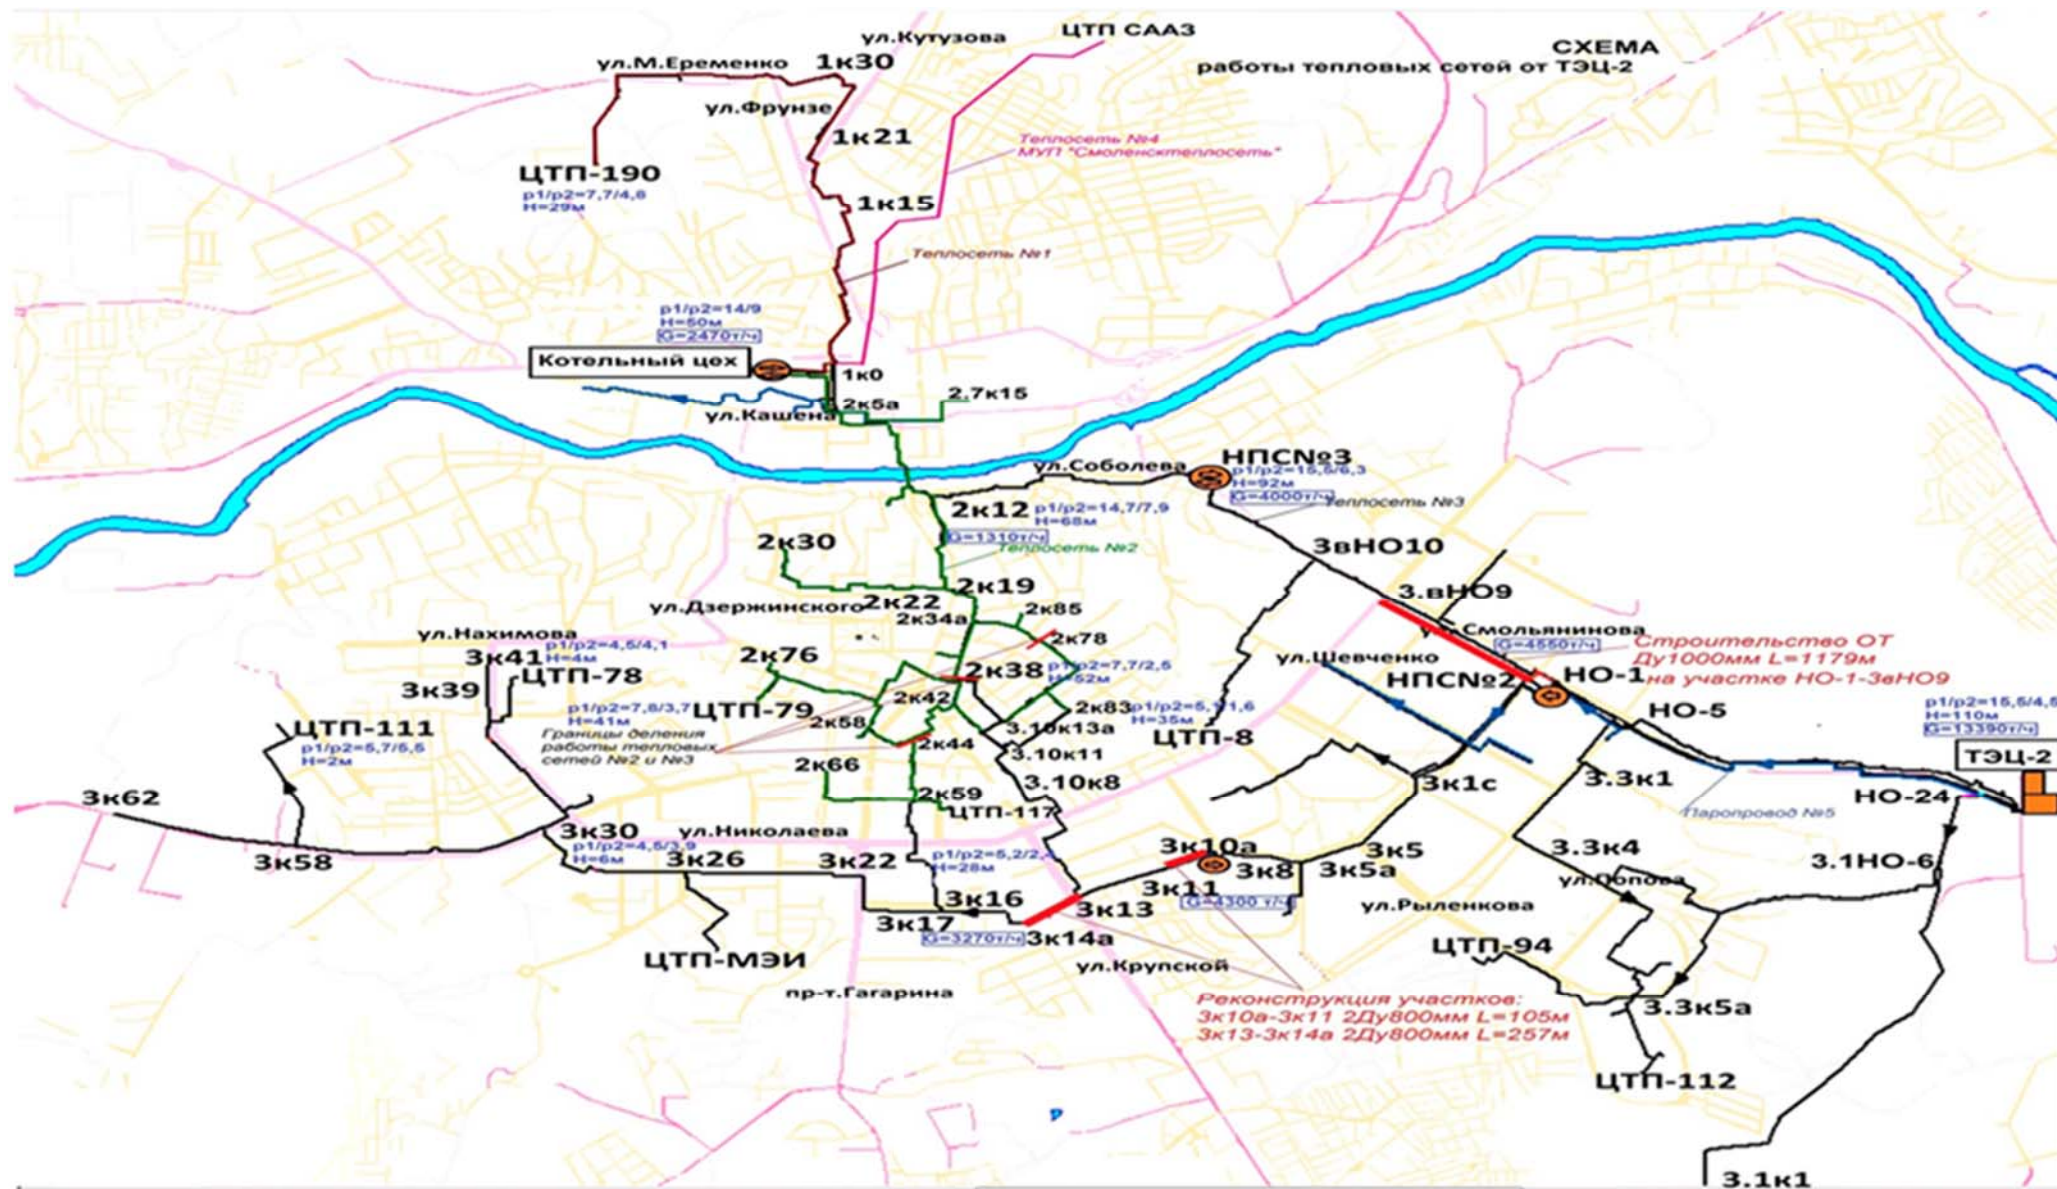 ул.Кутузова
ЦТП СААЗ
СХЕМА
работы тепловых сетей от ТЭЦ-2
ул.М.Еременко
1к30
ул.Фрунзе
1к21
Теплосеть №4
МУП "Смоленсктеплосеть"
ЦТП-190
p1/p2=7,7/4,8
H=29м
1к15
Теплосеть №1
p1/p2=14/9
H=50м
G=2470т/ч
Котельный цех
1к0
2к5а
2.7к15
ул.Кашена
ул.Соболева
НПС№3
p1/p2=15,5/6,3
H=92м
G=4000т/ч
Теплосеть №3
2к12
p1/p2=14,7/7,9
H=68м
G=1310т/ч
Теплосеть №2
2к30
3вНО10
2к19
3.вНО9
ул.Дзержинского
2к22
2к34а
2к85
ул.Нахимова
p1/p2=4,5/4,1
H=4м
2к78
Смольянинова
G=4550т/ч
Строительство ОТ
Ду1000мм L=1179м
на участке НО-1-3вНО9
3к41
ЦТП-78
2к76
2к38
p1/p2=7,7/2,5
H=52м
ул.Шевченко
НПС№2
НО-1
3к39
2к42
p1/p2=7,8/3,7
H=41м
ЦТП-79
2к58
2к83
H=35м
НО-5
p1/p2=15,5/4,5
H=110м
G=13390т/ч
ЦТП-111
p1/p2=5,7/5,5
H=2м
Границы деления
работы тепловых
сетей №2 и №3
3.10к13а
ЦТП-8
2к44
3.10к11
ТЭЦ-2
2к66
3.10к8
3к1с
3.3к1
НО-24
3к62
2к59
ЦТП-117
Паропровод №5
3к30
ул.Николаева
p1/p2=4,5/3,9
H=6м
3к58
3к26
3к22
H=28м
3к10а
3к8
3к5
3к5а
3.3к4
3.1НО-6
ул.Попова
3к11
G=4300 т/ч
3к16
3к13
ул.Рыленкова
3к17
G=3270т/ч
3к14а
ЦТП-МЭИ
ул.Крупской
ЦТП-94
пр-т.Гагарина
Реконструкция участков:
3к10а-3к11 2Ду800мм L=105м
3к13-3к14а 2Ду800мм L=257м
3.3к5а
ЦТП-112
3.1к1